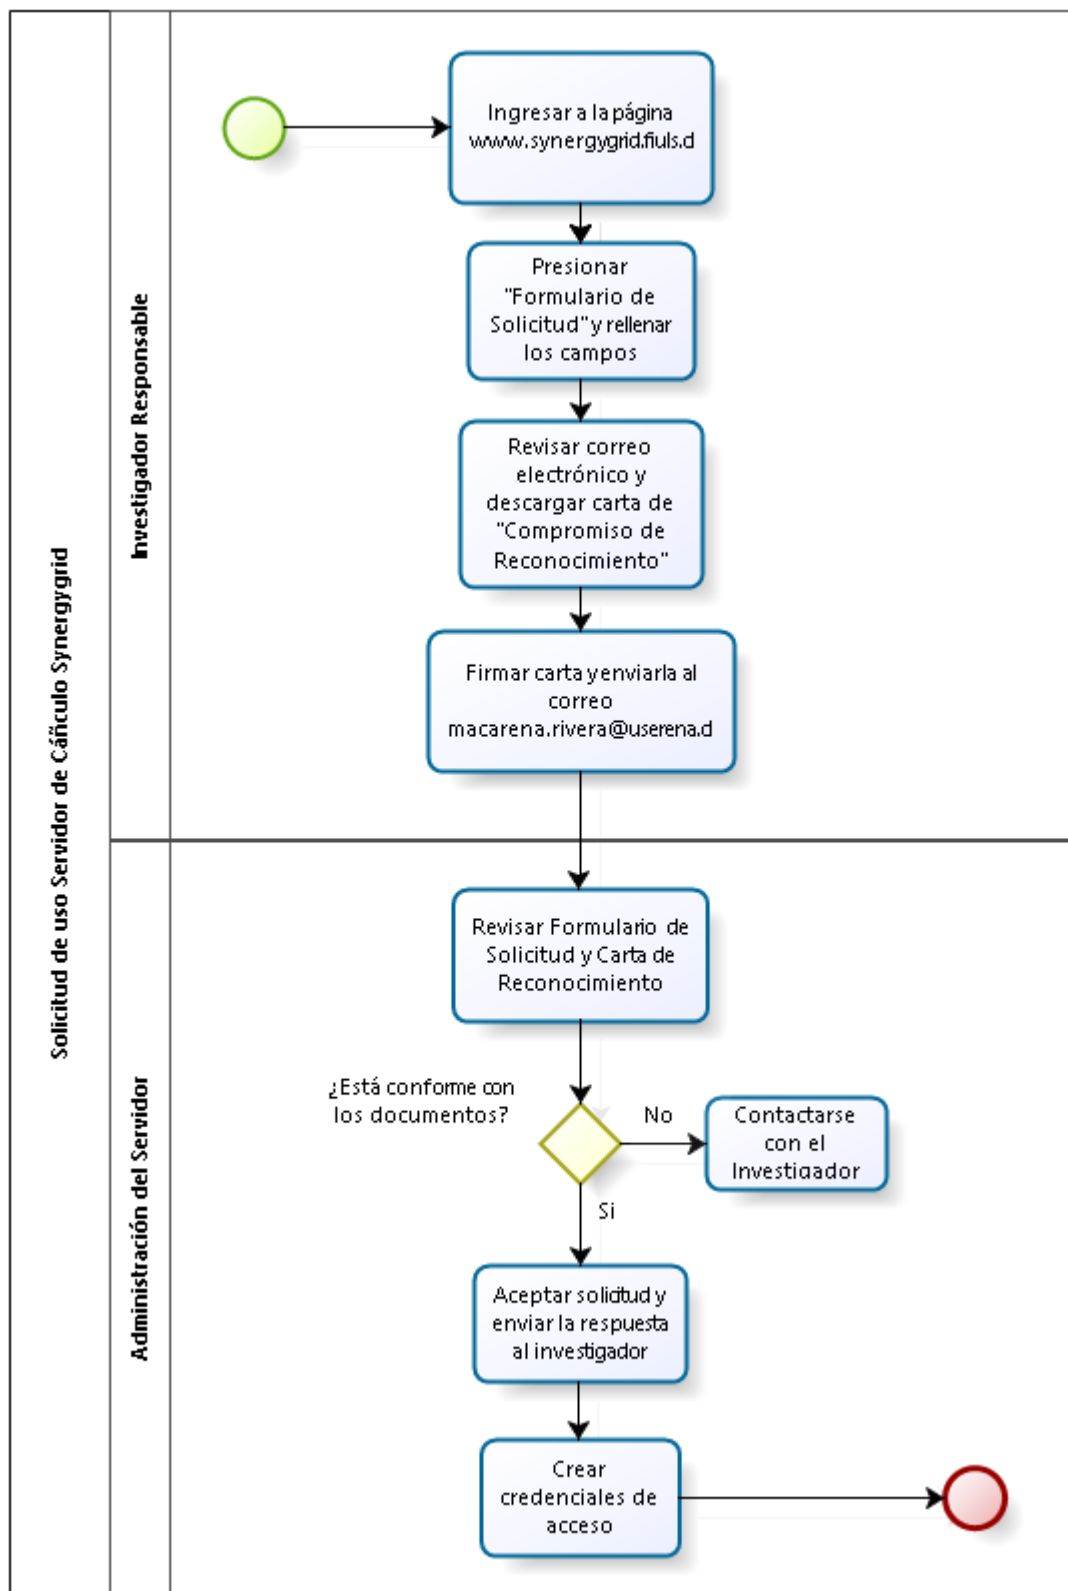 Solicitud de uso Servidor de Cáñculo Synergygrid
Investigador Responsable
Ingresar a la página
www.synergygrid.fiuls.cl
Presionar
"Formulario de
Solicitud" y rellenar
los campos
Revisar correo
electrónico y
descargar carta de
"Compromiso de
Reconocimiento"
Firmar carta y enviarla al
correo
macarena.rivera@userena.cl
Administración del Servidor
Revisar Formulario de
Solicitud y Carta de
Reconocimiento
¿Está conforme con
los documentos?
No
Contactarse
con el
Investigador
Si
Aceptar solicitud y
enviar la respuesta
al investigador
Crear
credenciales de
acceso